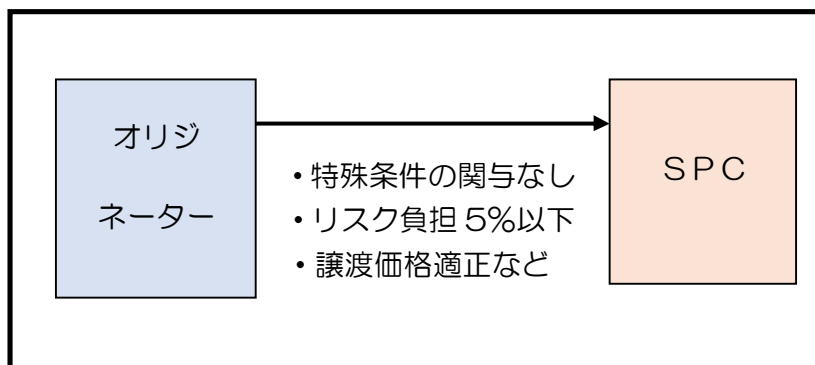 オリジ
ネーター
・特殊条件の関与なし
・リスク負担5%以下
・譲渡価格適正など
SPC